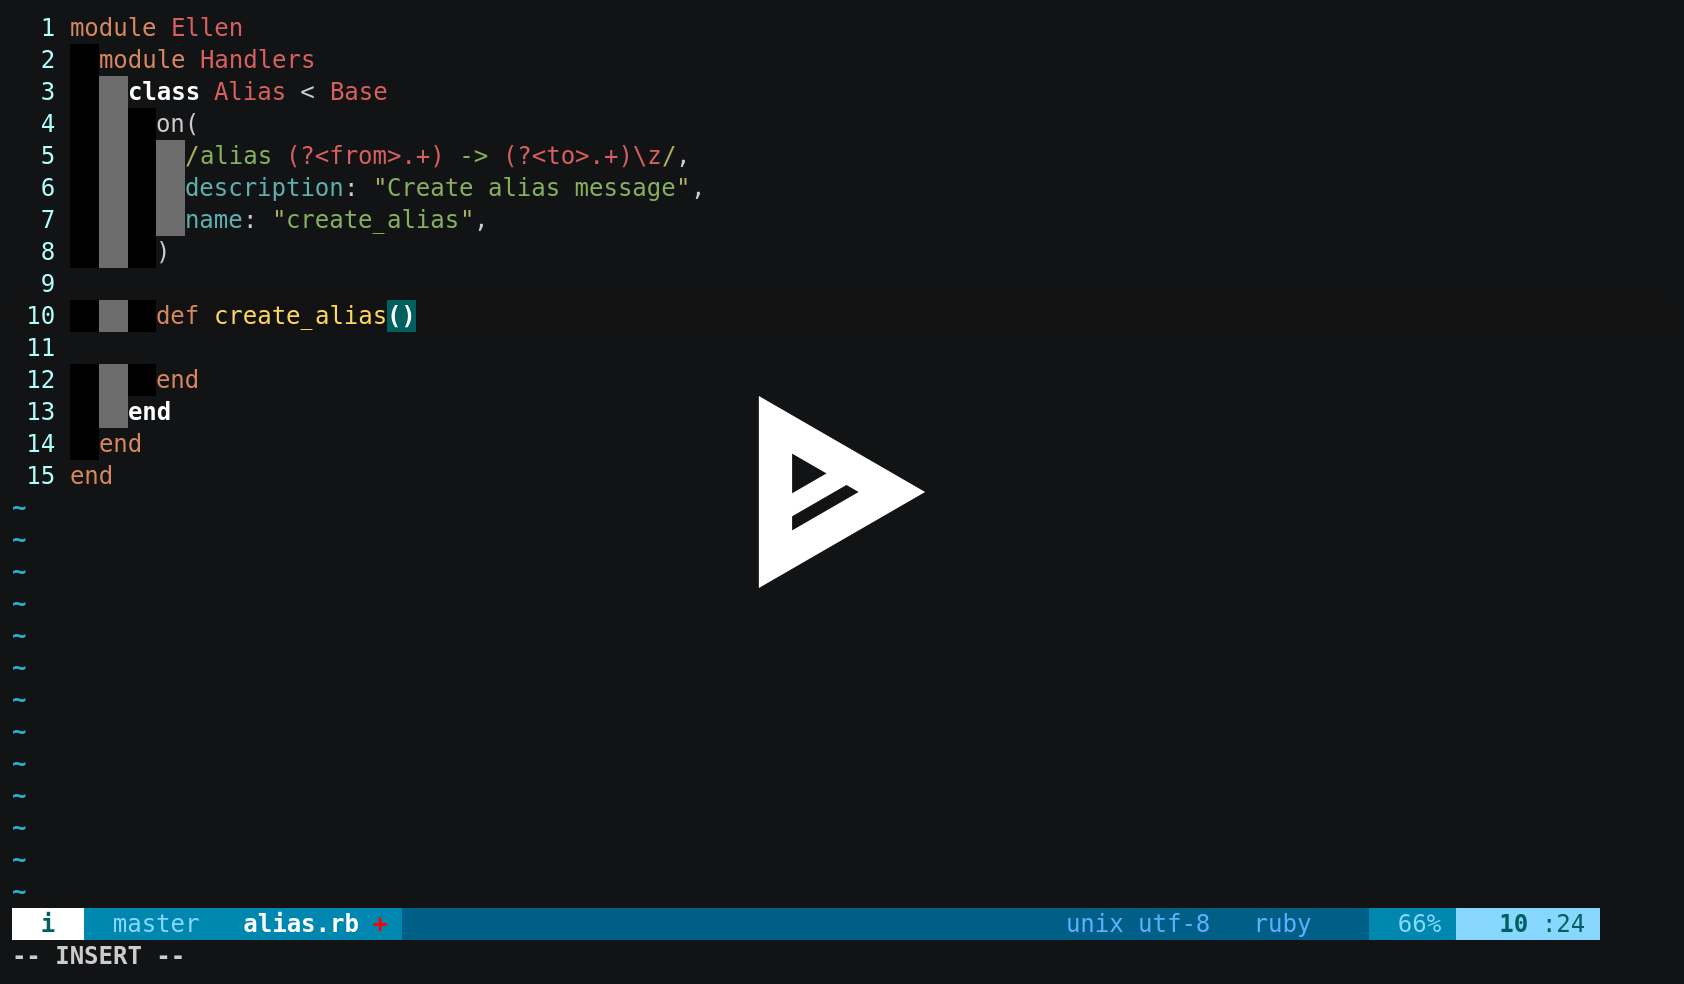 1 module Ellen
2   module Handlers
3     class Alias < Base
4       on(
5         /alias (?<from>.+) -> (?<to>.+)\z/,
6         description: "Create alias message",
7         name: "create_alias",
8       )
9
10       def create_alias()
11
12       end
13     end
14   end
15 end
~
~
~
~
~
~
~
~
~
~
~
~
~
i master alias.rb + unix utf-8 ruby 66% 10 :24
-- INSERT --